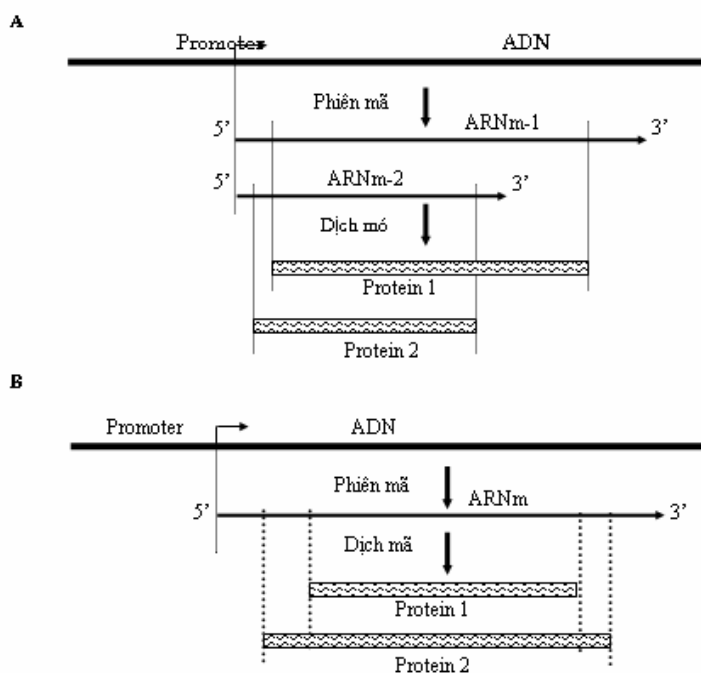 A
Promoter ADN
Phiên mã
5’ ARNm-1 3’
5’ ARNm-2 3’
Dịch mó
Protein 1
Protein 2
B
Promoter ADN
Phiên mã
5’ ARNm 3’
Dịch mã
Protein 1
Protein 2